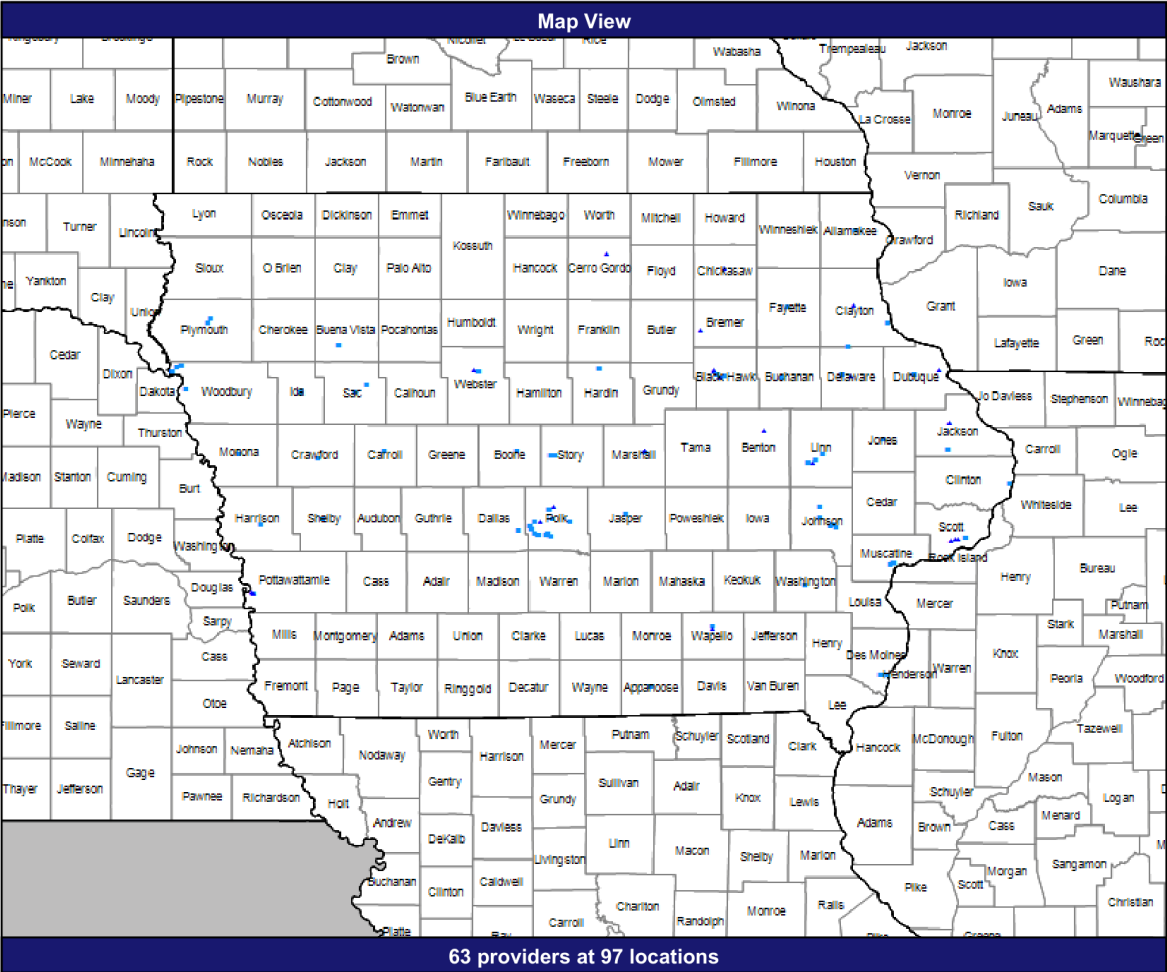 Map View
Brown
Rice
Wabasha
Trempealeau
Jackson
Miner
Lake
Moody
Pipestone
Murray
Cottonwood
Watonwan
Blue Earth
Waseca
Steele
Dodge
Olmsted
Winona
La Crosse
Monroe
Juneau
Adams
Waushara
Marquette
Green
McCook
Minnehaha
Rock
Nobles
Jackson
Martin
Faribault
Freeborn
Mower
Fillmore
Houston
Vernon
Columbia
Turner
Lincoln
Lyon
Osceola
Dickinson
Emmet
Kossuth
Winnebago
Worth
Mitchell
Howard
Winneshiek
Allamakee
Crawford
Richland
Sauk
Yankton
Clay
Union
Sioux
O Brien
Clay
Palo Alto
Hancock
Cerro Gordo
Floyd
Chickasaw
Fayette
Clayton
Grant
Iowa
Dane
Plymouth
Cherokee
Buena Vista
Pocahontas
Humboldt
Wright
Franklin
Butler
Bremer
Lafayette
Green
Roc
Cedar
Dixon
Dakota
Woodbury
Ida
Sac
Calhoun
Webster
Hamilton
Hardin
Grundy
Black Hawk
Buchanan
Delaware
Dubuque
Jo Daviess
Stephenson
Winnebag
Pierce
Wayne
Thurston
Monona
Crawford
Carroll
Greene
Boone
Story
Marshall
Tama
Benton
Linn
Jones
Jackson
Carroll
Ogle
Madison
Stanton
Cuming
Burt
Clinton
Whiteside
Lee
Harrison
Shelby
Audubon
Guthrie
Dallas
Polk
Jasper
Poweshiek
Iowa
Johnson
Cedar
Scott
Rock Island
Platte
Colfax
Dodge
Washington
Muscatine
Henry
Bureau
Putnam
Polk
Butler
Saunders
Douglas
Sarpy
Pottawattamie
Cass
Adair
Madison
Warren
Marion
Mahaska
Keokuk
Washington
Louisa
Mercer
Stark
Marshall
York
Seward
Lancaster
Cass
Otoe
Mills
Montgomery
Adams
Union
Clarke
Lucas
Monroe
Wapello
Jefferson
Henry
Des Moines
Henderson
Warren
Knox
Peoria
Woodford
Fremont
Page
Taylor
Ringgold
Decatur
Wayne
Appanoose
Davis
Van Buren
Lee
Fillmore
Saline
Johnson
Nemaha
Atchison
Nodaway
Worth
Harrison
Mercer
Putnam
Schuyler
Scotland
Clark
Hancock
McDonough
Fulton
Tazewell
Thayer
Jefferson
Gage
Pawnee
Richardson
Holt
Gentry
Grundy
Sullivan
Adair
Knox
Lewis
Schuyler
Mason
Logan
Andrew
DeKalb
Daviess
Livingston
Linn
Macon
Shelby
Marion
Adams
Brown
Cass
Menard
Buchanan
Clinton
Caldwell
Chariton
Monroe
Ralls
Pike
Scott
Morgan
Sangamon
Christian
Platte
Ray
Carroll
Randolph
Greene
63 providers at 97 locations